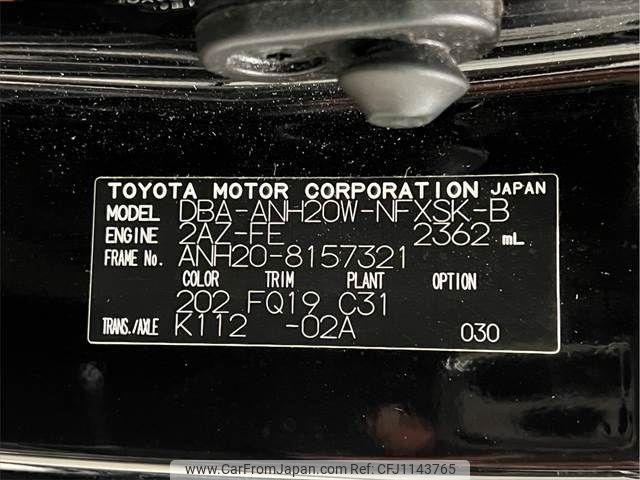 TOYOTA MOTOR CORPORATION JAPAN
MODEL DBA-ANH20W-NFXSK-B
ENGINE 2AZ-FE 2362 mL
FRAME No. ANH20-8157321
COLOR TRIM PLANT OPTION
202 FQ19 C31
TRANS./AXLE K112 -02A 030
www.CarFromJapan.com - CFJ1143765